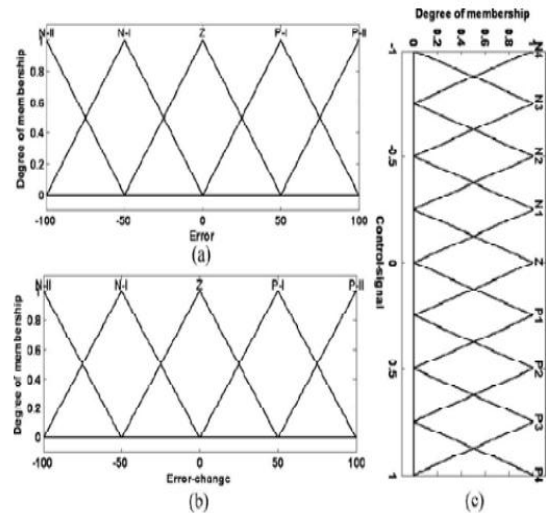 N-II N-I Z P-I P-II
Degree of membership
1
0.8
0.6
0.4
0.2
0
-100 -50 0 50 100
Error
(a)
N-II N-I Z P-I P-II
Degree of membership
1
0.8
0.6
0.4
0.2
0
-100 -50 0 50 100
Error-change
(b)
Degree of membership
0 0.2 0.4 0.6 0.8 1
-1
-0.5
0
0.5
1
Control-signal
N4
N3
N2
N1
Z
P1
P2
P3
P4
(c)